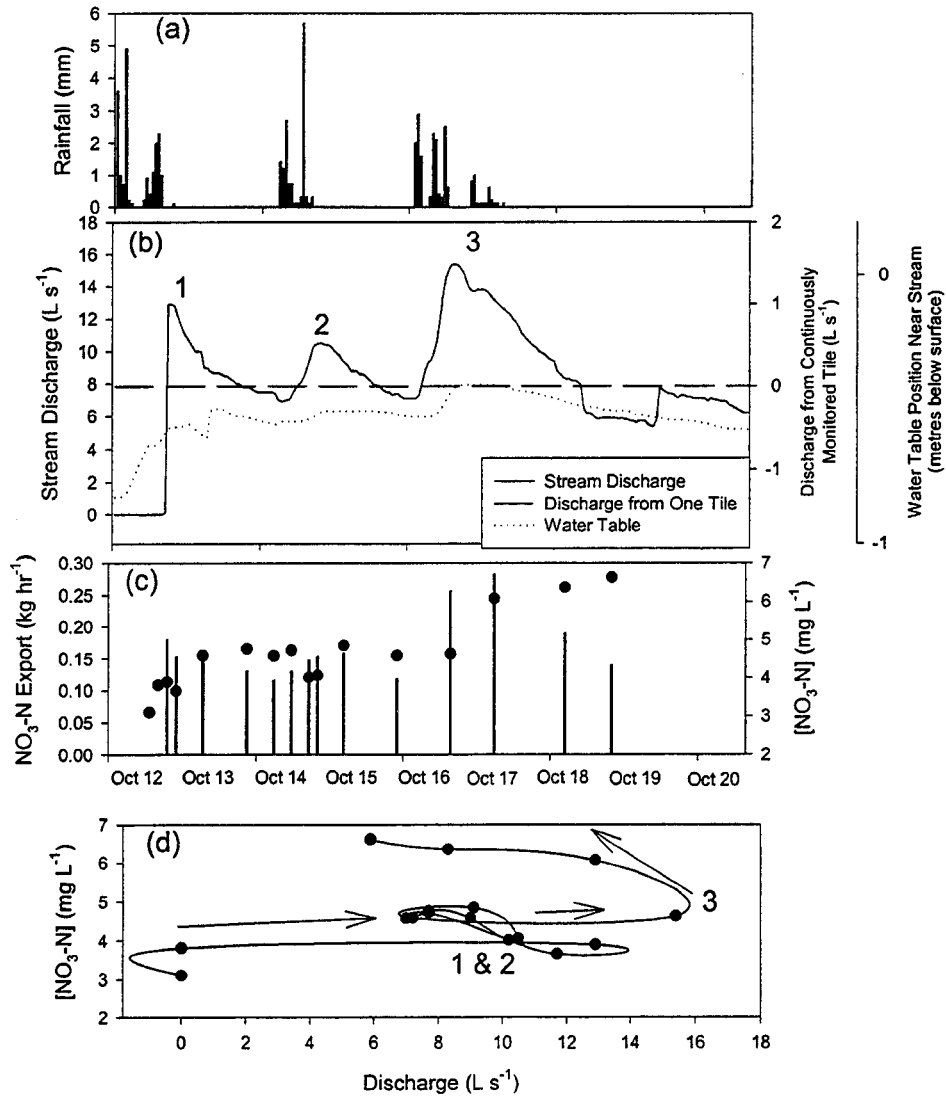 (a)
6
5
4
3
2
1
0
Rainfall (mm)
(b)
1
2
3
18
16
14
12
10
8
6
4
2
0
Stream Discharge (L s⁻¹)
2
1
0
-1
Discharge from Continuously
Monitored Tile (L s⁻¹)
0
-1
Water Table Position Near Stream
(metres below surface)
Stream Discharge
Discharge from One Tile
Water Table
(c)
0.30
0.25
0.20
0.15
0.10
0.05
0.00
NO₃-N Export (kg hr⁻¹)
7
6
5
4
3
2
[NO₃-N] (mg L⁻¹)
Oct 12 Oct 13 Oct 14 Oct 15 Oct 16 Oct 17 Oct 18 Oct 19 Oct 20
(d)
7
6
5
4
3
2
[NO₃-N] (mg L⁻¹)
3
1 & 2
0 6 8 10 12 14 16 18
Discharge (L s⁻¹)